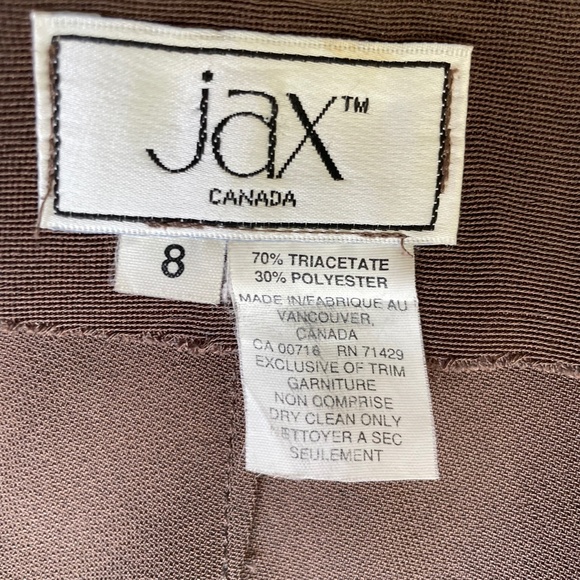 jax™
CANADA
8
70% TRIACETATE
30% POLYESTER
MADE IN/FABRIQUE AU
VANCOUVER,
CANADA
CA 00716 RN 71429
EXCLUSIVE OF TRIM
GARNITURE
NON COMPRISE
DRY CLEAN ONLY
NETTOYER A SEC
SEULEMENT